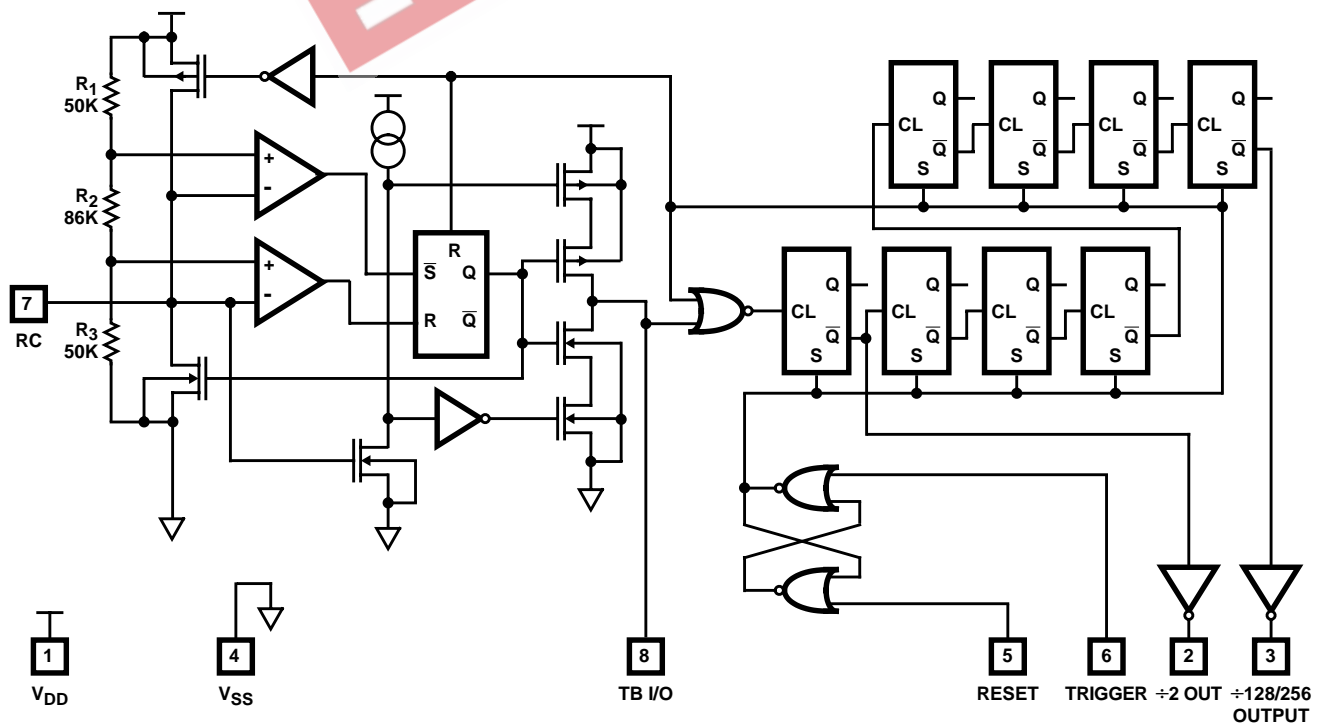 R1
50K
R2
86K
R3
50K
7
RC
+
-
+
-
R
S̅
Q
R
Q̅
Q
CL
Q̅
S
Q
CL
Q̅
S
Q
CL
Q̅
S
Q
CL
Q̅
S
Q
CL
Q̅
S
Q
CL
Q̅
S
Q
CL
Q̅
S
Q
CL
Q̅
S
1
VDD
4
VSS
8
TB I/O
5
RESET
6
TRIGGER
2
÷2 OUT
3
÷128/256
OUTPUT